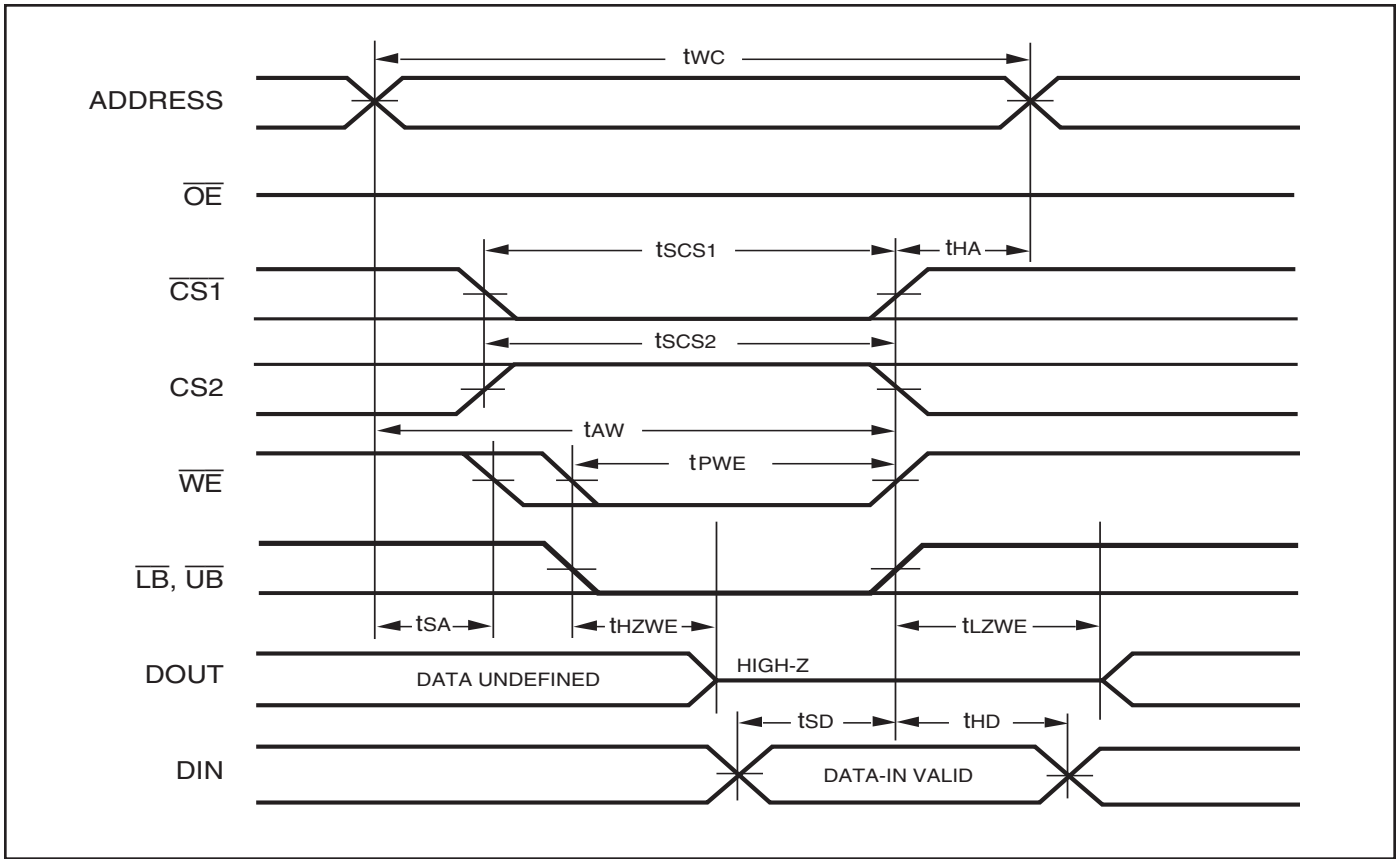 tWC
ADDRESS
OE
tSCS1
tHA
CS1
tSCS2
CS2
tAW
tPWE
WE
LB, UB
tSA
tHZWE
tLZWE
DOUT
DATA UNDEFINED
HIGH-Z
tSD
tHD
DIN
DATA-IN VALID